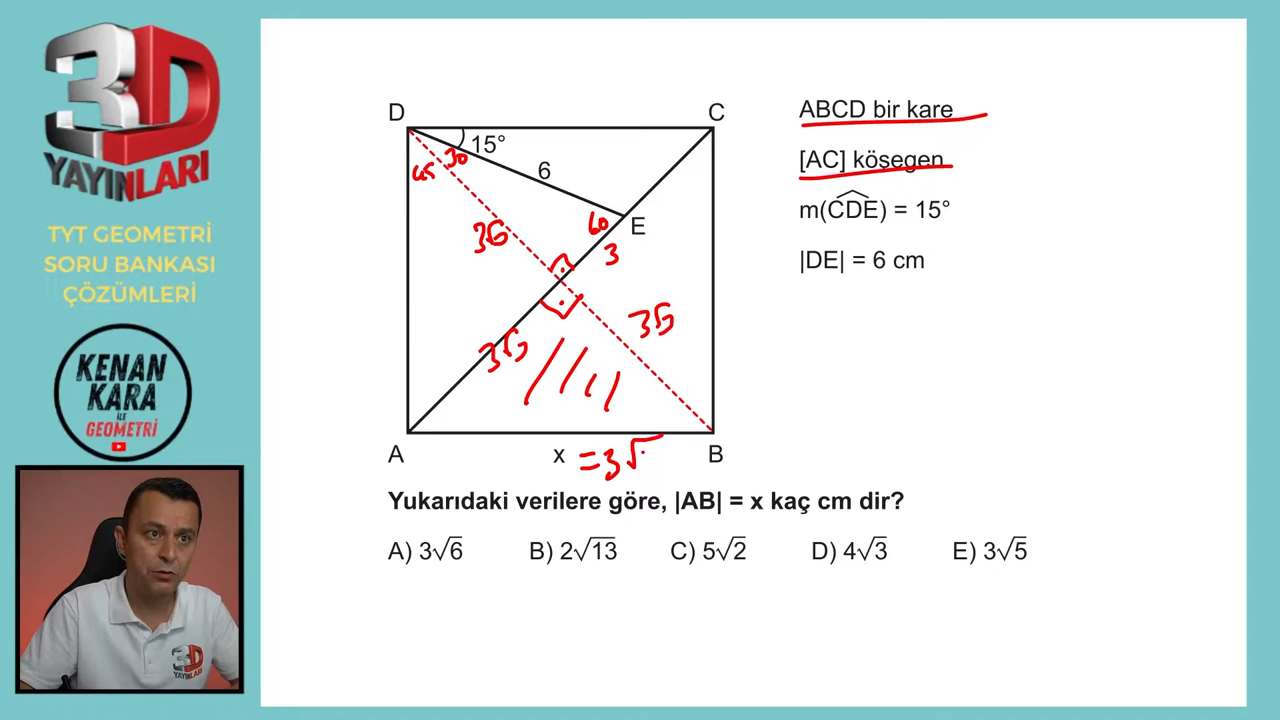 3D
YAYINLARI
TYT GEOMETRİ
SORU BANKASI
ÇÖZÜMLERİ
KENAN
KARA
İLE
GEOMETRİ
3D
YAYINLARI
D
C
15°
30
45
6
60
E
3
3√3
3√3
3√3
A
x
=3√
B
ABCD bir kare
[AC] köşegen
m(CDE) = 15°
|DE| = 6 cm
Yukarıdaki verilere göre, |AB| = x kaç cm dir?
A) 3√6 B) 2√13 C) 5√2 D) 4√3 E) 3√5